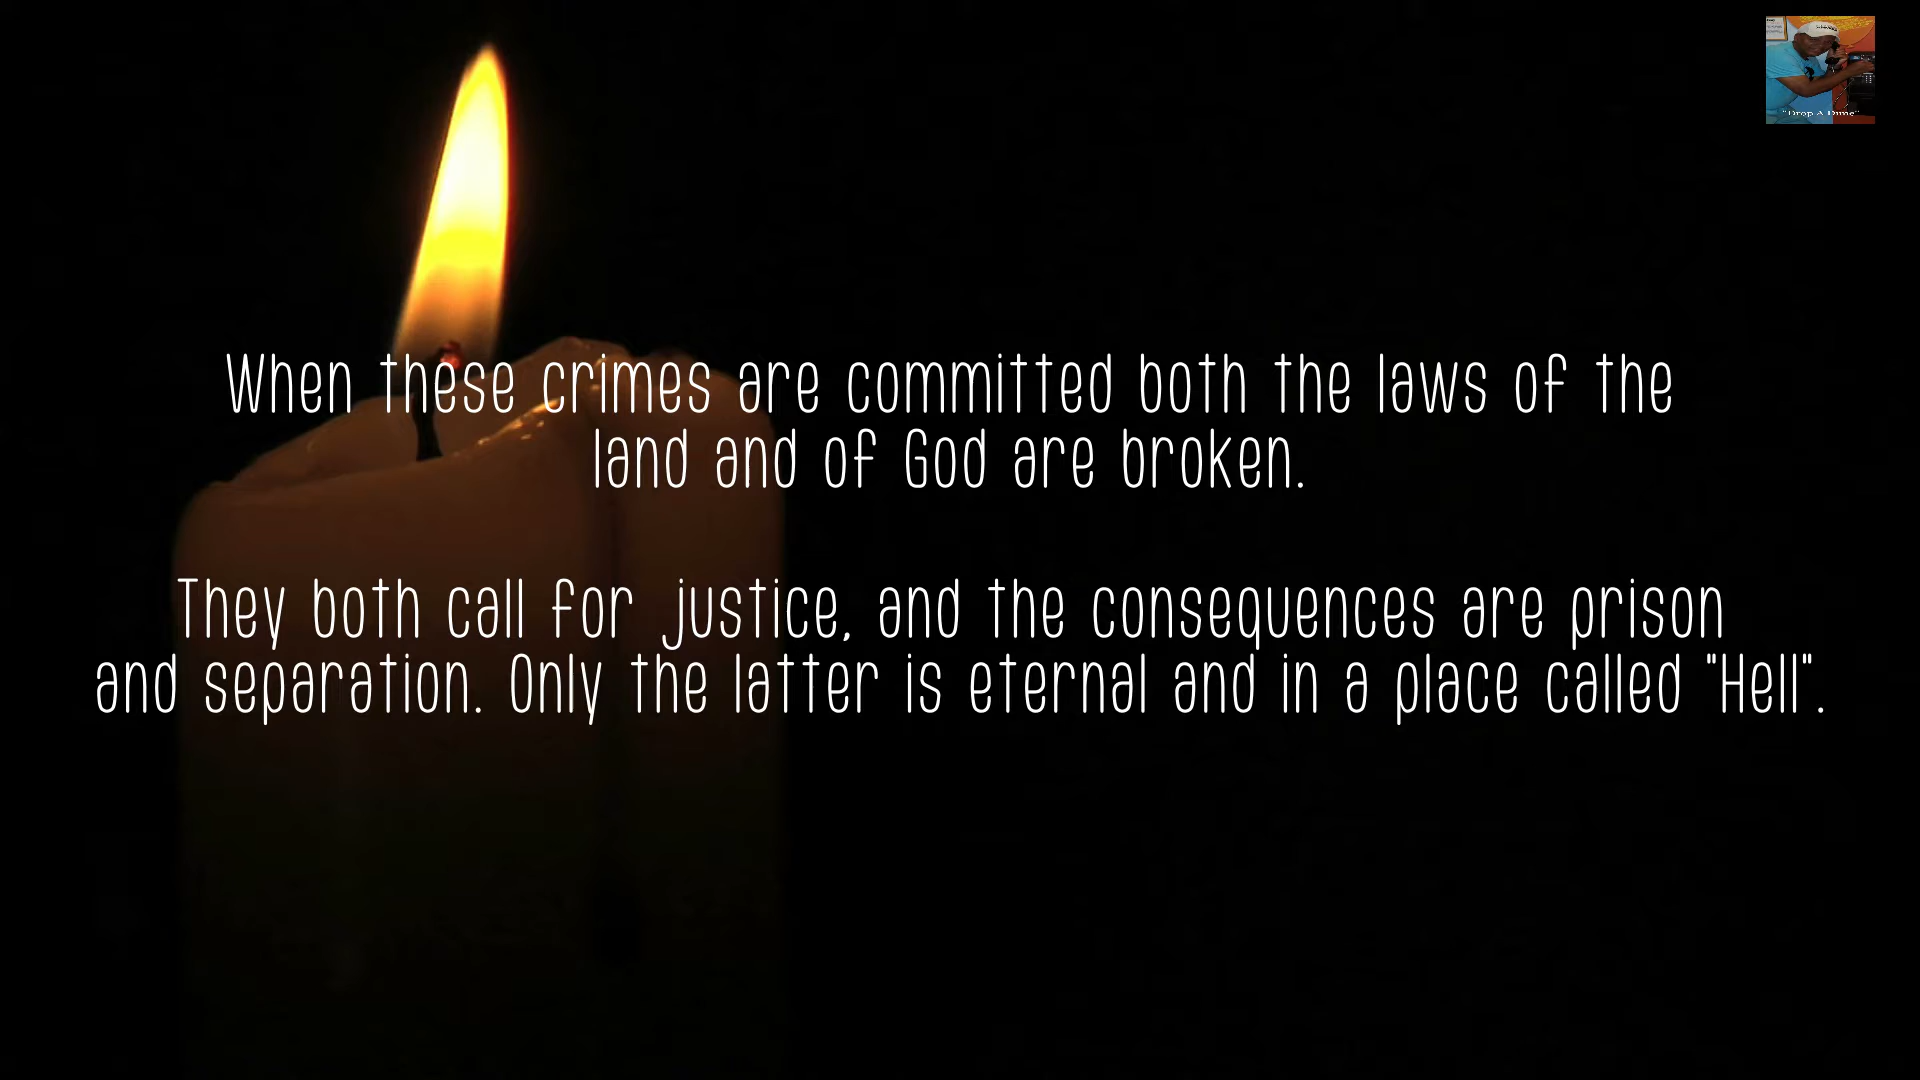 When these crimes are committed both the laws of the
land and of God are broken.
They both call for justice, and the consequences are prison
and separation. Only the latter is eternal and in a place called "Hell".
"Drop A Dime"